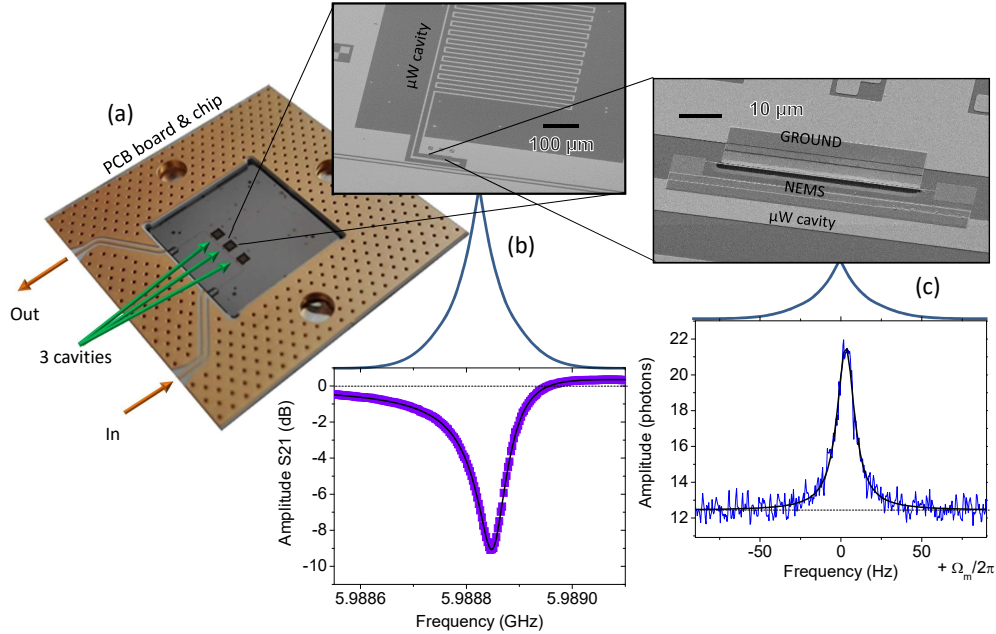 (a)
PCB board & chip
Out
3 cavities
In
µW cavity
100 µm
10 µm
GROUND
NEMS
µW cavity
(b)
0
-2
-4
-6
-8
-10
Amplitude S21 (dB)
5.9886
5.9888
5.9890
Frequency (GHz)
(c)
22
20
18
16
14
12
Amplitude (photons)
-50
0
50
Frequency (Hz)
+ Ωm/2π